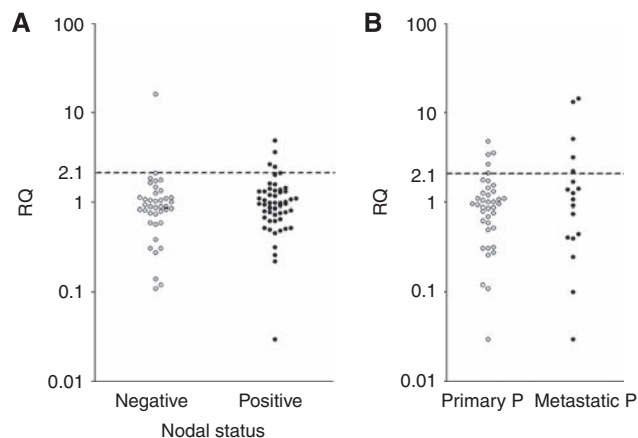 A
100
10
2.1
1
0.1
0.01
RQ
Negative Positive
Nodal status
B
100
10
2.1
1
0.1
0.01
RQ
Primary P Metastatic P